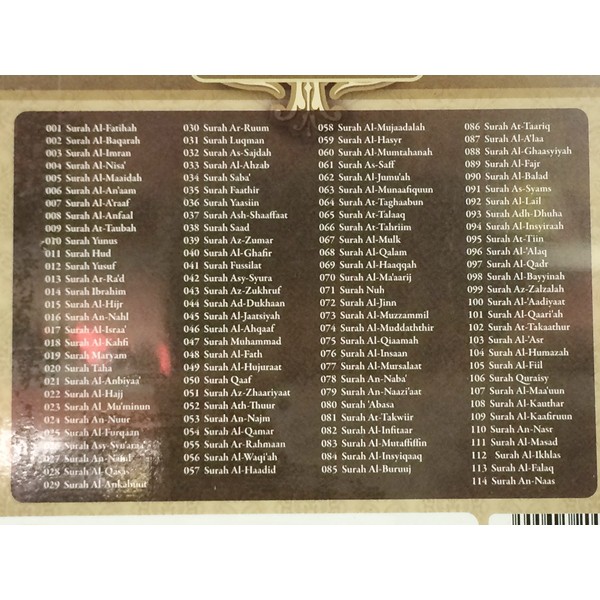 001 Surah Al-Fatihah
002 Surah Al-Baqarah
003 Surah Al-Imran
004 Surah Al-Nisa'
005 Surah Al-Maaidah
006 Surah Al-An'aam
007 Surah Al-A'raaf
008 Surah Al-Anfaal
009 Surah At-Taubah
010 Surah Yunus
011 Surah Hud
012 Surah Yusuf
013 Surah Ar-Ra'd
014 Surah Ibrahim
015 Surah Al-Hijr
016 Surah An-Nahl
017 Surah Al-Israa'
018 Surah Al-Kahfi
019 Surah Maryam
020 Surah Taha
021 Surah Al-Anbiyaa'
022 Surah Al-Hajj
023 Surah Al_Mu'minun
024 Surah An-Nuur
025 Surah Al-Furqaan
026 Surah Asy-Syu'araa'
027 Surah An-Naml
028 Surah Al-Qasas
029 Surah Al-Ankabuut
030 Surah Ar-Ruum
031 Surah Luqman
032 Surah As-Sajdah
033 Surah Al-Ahzab
034 Surah Saba'
035 Surah Faathir
036 Surah Yaasiin
037 Surah Ash-Shaaffaat
038 Surah Saad
039 Surah Az-Zumar
040 Surah Al-Ghafir
041 Surah Fussilat
042 Surah Asy-Syura
043 Surah Az-Zukhruf
044 Surah Ad-Dukhaan
045 Surah Al-Jaatsiyah
046 Surah Al-Ahqaaf
047 Surah Muhammad
048 Surah Al-Fath
049 Surah Al-Hujuraat
050 Surah Qaaf
051 Surah Az-Zhaariyaat
052 Surah Ath-Thuur
053 Surah An-Najm
054 Surah Al-Qamar
055 Surah Ar-Rahmaan
056 Surah Al-Waqi'ah
057 Surah Al-Haadid
058 Surah Al-Mujaadalah
059 Surah Al-Hasyr
060 Surah Al-Mumtahanah
061 Surah As-Saff
062 Surah Al-Jumu'ah
063 Surah Al-Munaafiquun
064 Surah At-Taghaabun
065 Surah At-Talaaq
066 Surah At-Tahriim
067 Surah Al-Mulk
068 Surah Al-Qalam
069 Surah Al-Haaqqah
070 Surah Al-Ma'aarij
071 Surah Nuh
072 Surah Al-Jinn
073 Surah Al-Muzzammil
074 Surah Al-Muddaththir
075 Surah Al-Qiaamah
076 Surah Al-Insaan
077 Surah Al-Mursalaat
078 Surah An-Naba'
079 Surah An-Naazi'aat
080 Surah 'Abasa
081 Surah At-Takwiir
082 Surah Al-Infitaar
083 Surah Al-Mutaffiffin
084 Surah Al-Insyiqaaq
085 Surah Al-Buruuj
086 Surah At-Taariq
087 Surah Al-A'laa
088 Surah Al-Ghaasyiyah
089 Surah Al-Fajr
090 Surah Al-Balad
091 Surah As-Syams
092 Surah Al-Lail
093 Surah Adh-Dhuha
094 Surah Al-Insyiraah
095 Surah At-Tiin
096 Surah Al-'Alaq
097 Surah Al-Qadr
098 Surah Al-Bayyinah
099 Surah Az-Zalzalah
100 Surah Al-'Aadiyaat
101 Surah Al-Qaari'ah
102 Surah At-Takaathur
103 Surah Al-'Asr
104 Surah Al-Humazah
105 Surah Al-Fiil
106 Surah Quraisy
107 Surah Al-Maa'uun
108 Surah Al-Kauthar
109 Surah Al-Kaafiruun
110 Surah An-Nasr
111 Surah Al-Masad
112 Surah Al-Ikhlas
113 Surah Al-Falaq
114 Surah An-Naas